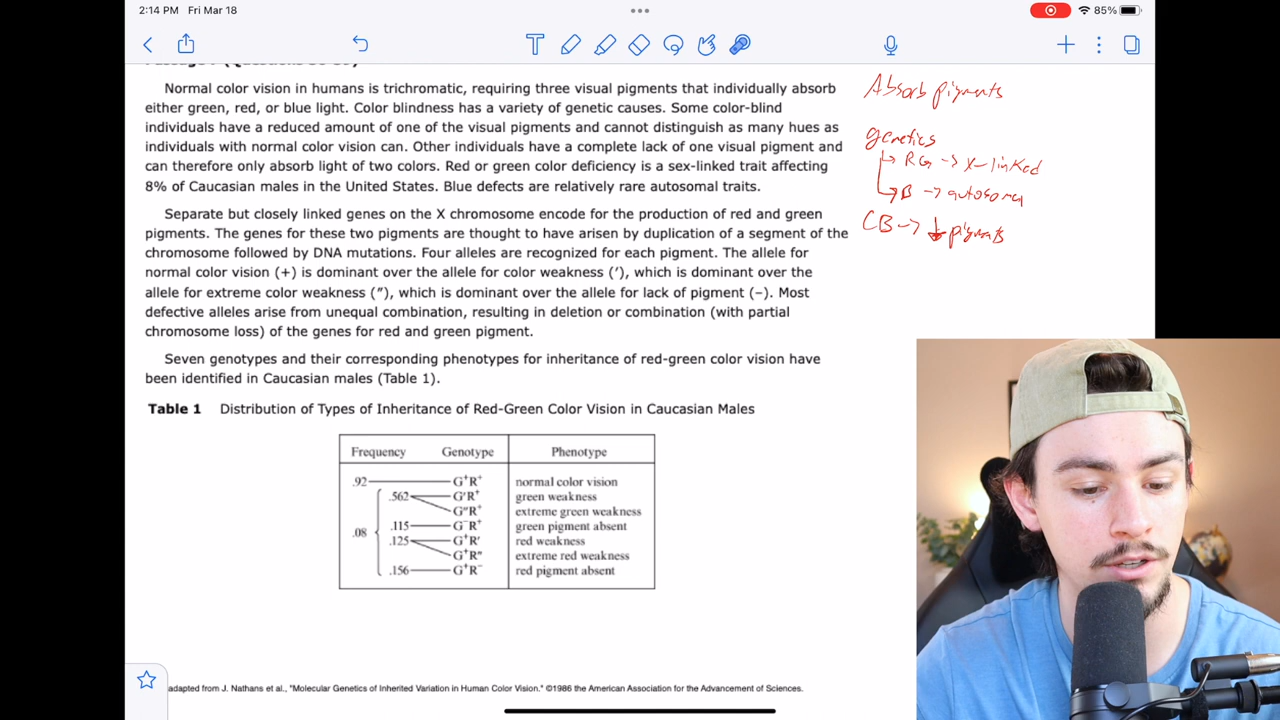 2:14 PM Fri Mar 18
85%
Normal color vision in humans is trichromatic, requiring three visual pigments that individually absorb
either green, red, or blue light. Color blindness has a variety of genetic causes. Some color-blind
individuals have a reduced amount of one of the visual pigments and cannot distinguish as many hues as
individuals with normal color vision can. Other individuals have a complete lack of one visual pigment and
can therefore only absorb light of two colors. Red or green color deficiency is a sex-linked trait affecting
8% of Caucasian males in the United States. Blue defects are relatively rare autosomal traits.
Separate but closely linked genes on the X chromosome encode for the production of red and green
pigments. The genes for these two pigments are thought to have arisen by duplication of a segment of the
chromosome followed by DNA mutations. Four alleles are recognized for each pigment. The allele for
normal color vision (+) is dominant over the allele for color weakness (′), which is dominant over the
allele for extreme color weakness (″), which is dominant over the allele for lack of pigment (–). Most
defective alleles arise from unequal combination, resulting in deletion or combination (with partial
chromosome loss) of the genes for red and green pigment.
Seven genotypes and their corresponding phenotypes for inheritance of red-green color vision have
been identified in Caucasian males (Table 1).
Table 1 Distribution of Types of Inheritance of Red-Green Color Vision in Caucasian Males
Frequency Genotype Phenotype
.92 G⁺R⁺ normal color vision
.562 G′R⁺ green weakness
G″R⁺ extreme green weakness
.115 G⁻R⁺ green pigment absent
.08 .125 G⁺R′ red weakness
G⁺R″ extreme red weakness
.156 G⁺R⁻ red pigment absent
adapted from J. Nathans et al., "Molecular Genetics of Inherited Variation in Human Color Vision." ©1986 the American Association for the Advancement of Sciences.
Absorb pigments
genetics
↳ RG → X-linked
↳ B → autosomal
CB → ↓ pigments